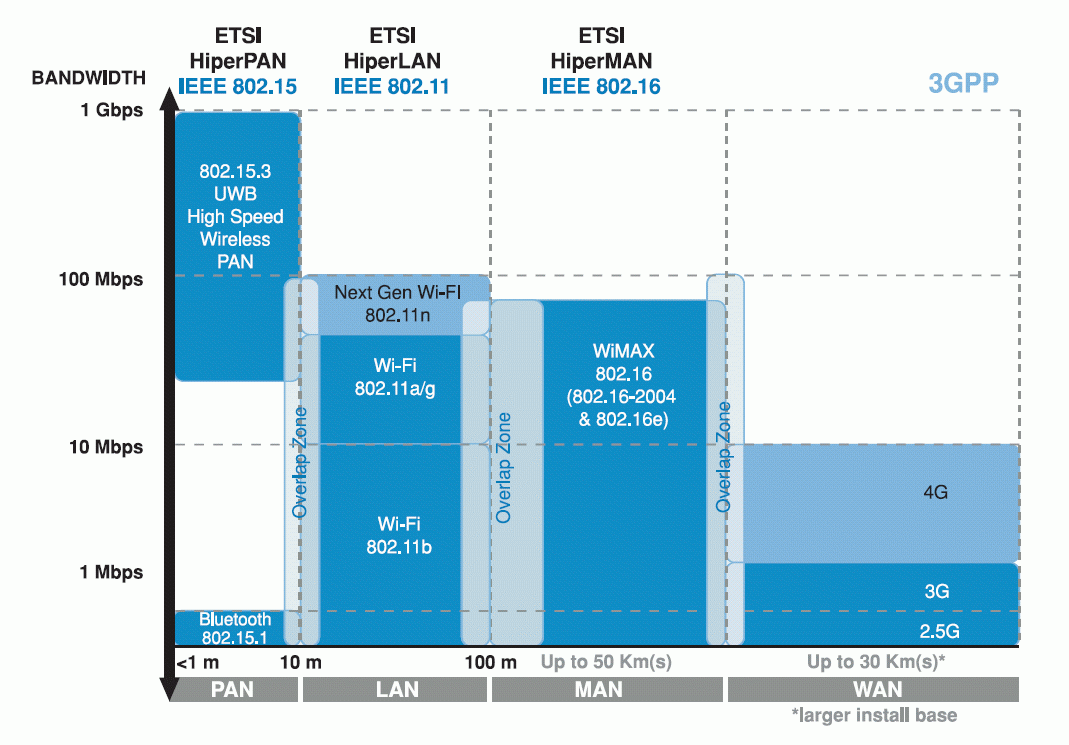 ETSI
HiperPAN
IEEE 802.15
ETSI
HiperLAN
IEEE 802.11
ETSI
HiperMAN
IEEE 802.16
3GPP
BANDWIDTH
1 Gbps
100 Mbps
10 Mbps
1 Mbps
802.15.3
UWB
High Speed
Wireless
PAN
Bluetooth
802.15.1
Overlap Zone
Next Gen Wi-FI
802.11n
Wi-Fi
802.11a/g
Wi-Fi
802.11b
Overlap Zone
WiMAX
802.16
(802.16-2004
& 802.16e)
Overlap Zone
4G
3G
2.5G
<1 m
10 m
100 m
Up to 50 Km(s)
Up to 30 Km(s)*
PAN
LAN
MAN
WAN
*larger install base